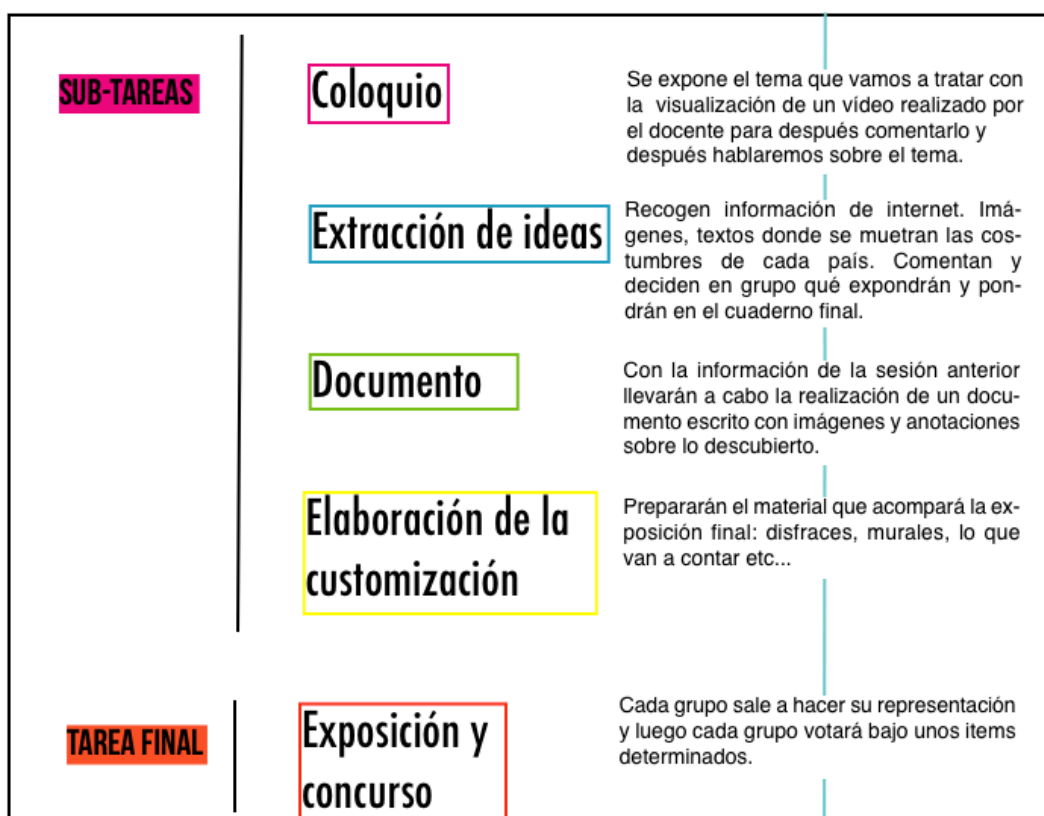 SUB-TAREAS
Coloquio
Se expone el tema que vamos a tratar con
la visualización de un vídeo realizado por
el docente para después comentarlo y
después hablaremos sobre el tema.
Extracción de ideas
Recogen información de internet. Imá-
genes, textos donde se muetran las cos-
tumbres de cada país. Comentan y
deciden en grupo qué expondrán y pon-
drán en el cuaderno final.
Documento
Con la información de la sesión anterior
llevarán a cabo la realización de un docu-
mento escrito con imágenes y anotaciones
sobre lo descubierto.
Elaboración de la
customización
Prepararán el material que acompará la ex-
posición final: disfraces, murales, lo que
van a contar etc...
TAREA FINAL
Exposición y
concurso
Cada grupo sale a hacer su representación
y luego cada grupo votará bajo unos items
determinados.